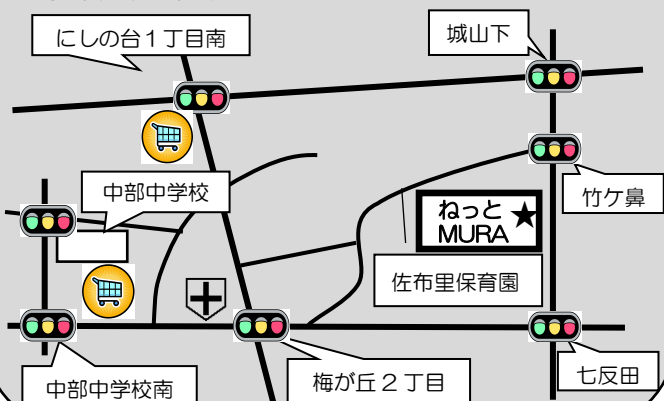 にしの台１丁目南
城山下
中部中学校
竹ケ鼻
ねっと★
MURA
佐布里保育園
中部中学校南
梅が丘２丁目
七反田